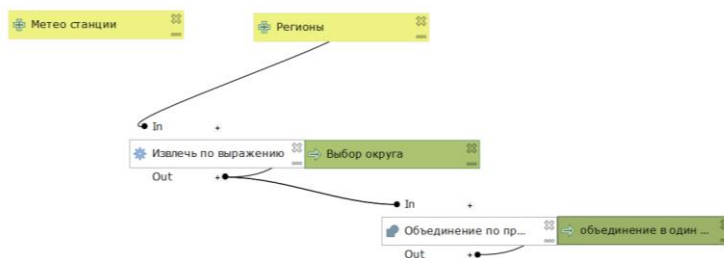 Метео станции
Регионы
In
Извлечь по выражению
Выбор округа
Out
In
Объединение по пр...
объединение в один ...
Out